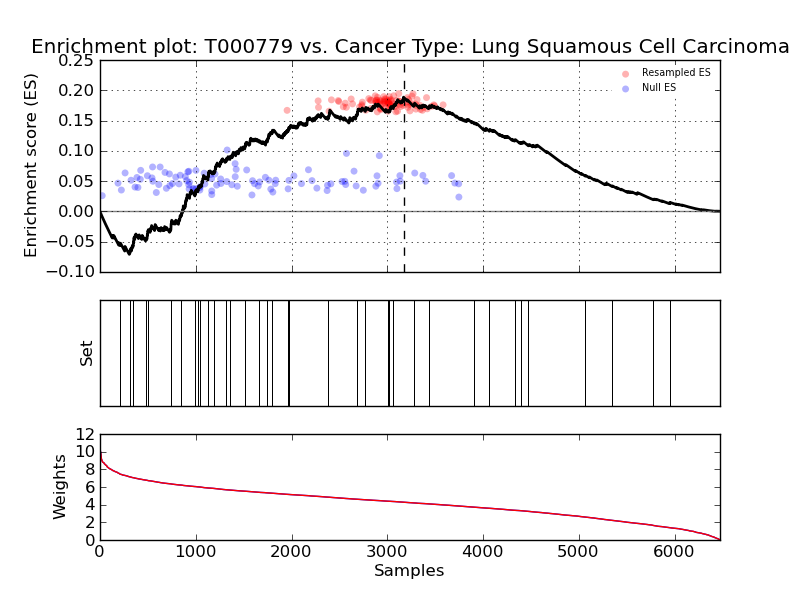 Enrichment plot: T000779 vs. Cancer Type: Lung Squamous Cell Carcinoma
Enrichment score (ES)
0.25
0.20
0.15
0.10
0.05
0.00
−0.05
−0.10
Resampled ES
Null ES
Set
Weights
12
10
8
6
4
2
0
0 1000 2000 3000 4000 5000 6000
Samples